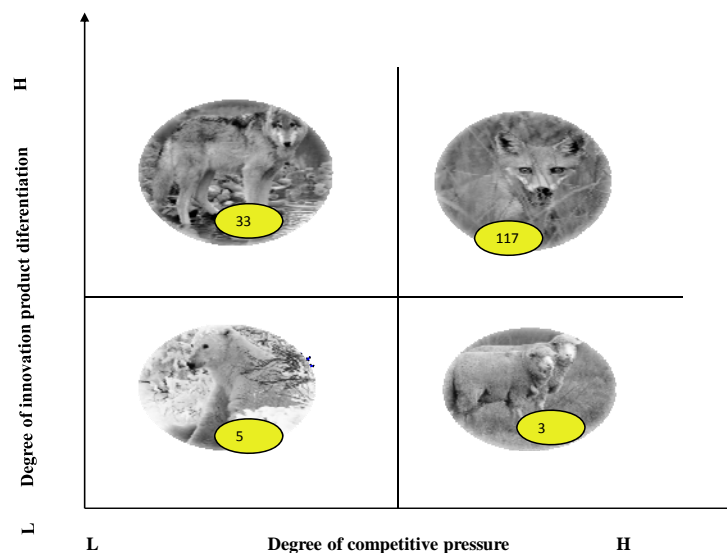 H
Degree of innovation product diferentiation
L
33
117
5
3
L Degree of competitive pressure H